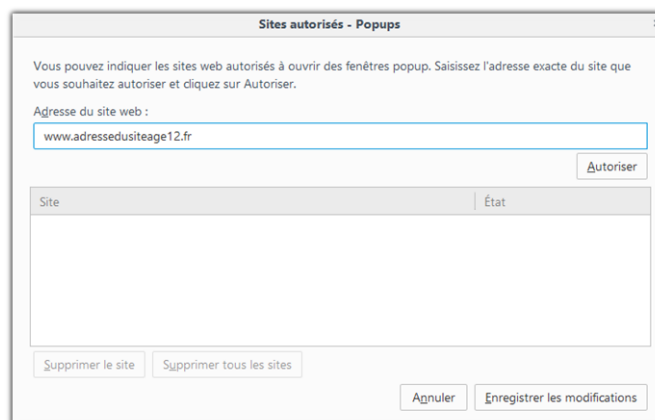 Sites autorisés - Popups
Vous pouvez indiquer les sites web autorisés à ouvrir des fenêtres popup. Saisissez l'adresse exacte du site que
vous souhaitez autoriser et cliquez sur Autoriser.
Adresse du site web :
www.adressedusiteage12.fr
Autoriser
Site État
Supprimer le site Supprimer tous les sites
Annuler Enregistrer les modifications